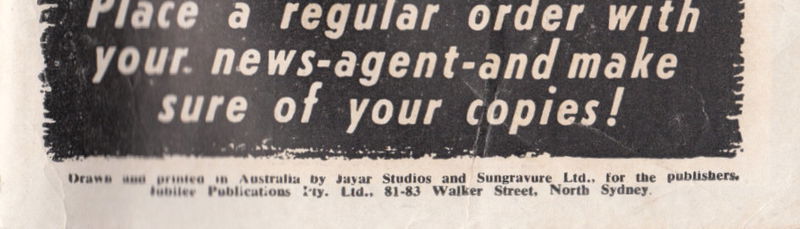 Place a regular order with
your news-agent-and make
sure of your copies!
Drawn and printed in Australia by Jayar Studios and Sungravure Ltd., for the publishers,
Jubilee Publications Pty. Ltd., 81-83 Walker Street, North Sydney.